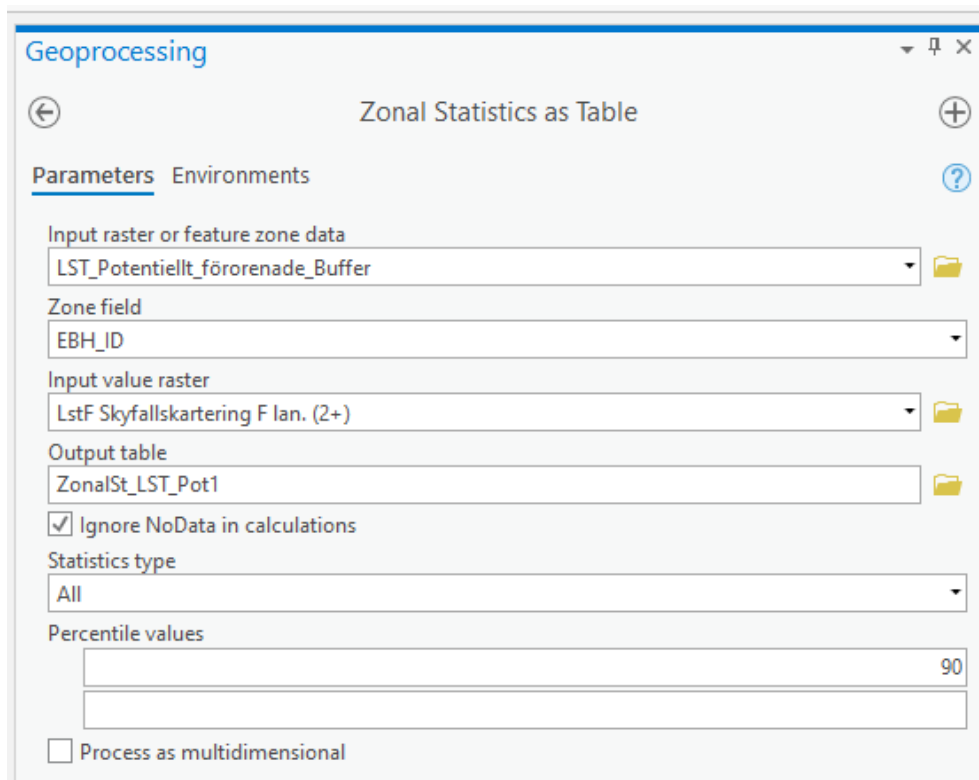 Geoprocessing
Zonal Statistics as Table
Parameters Environments
Input raster or feature zone data
LST_Potentiellt_förorenade_Buffer
Zone field
EBH_ID
Input value raster
LstF Skyfallskartering F lan. (2+)
Output table
ZonalSt_LST_Pot1
Ignore NoData in calculations
Statistics type
All
Percentile values
90
Process as multidimensional